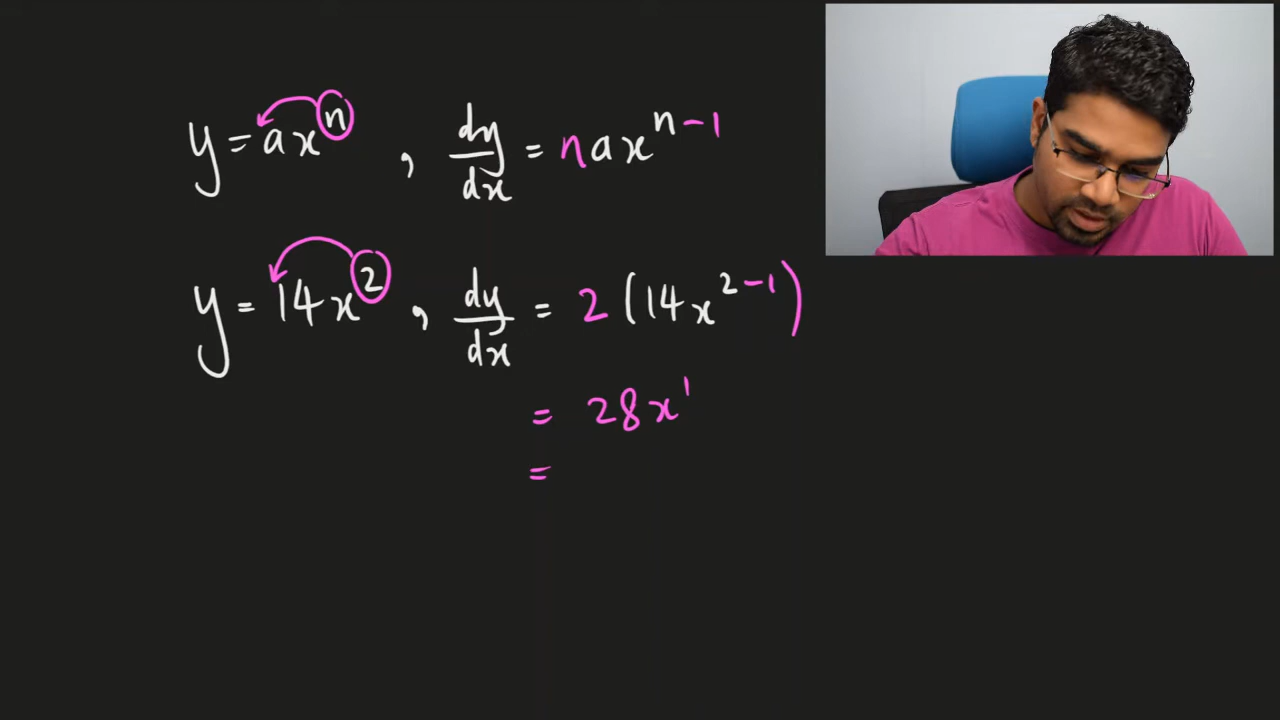 y = ax^n , dy/dx = nax^{n-1}
y = 14x^2 , dy/dx = 2(14x^{2-1})
= 28x^1
=